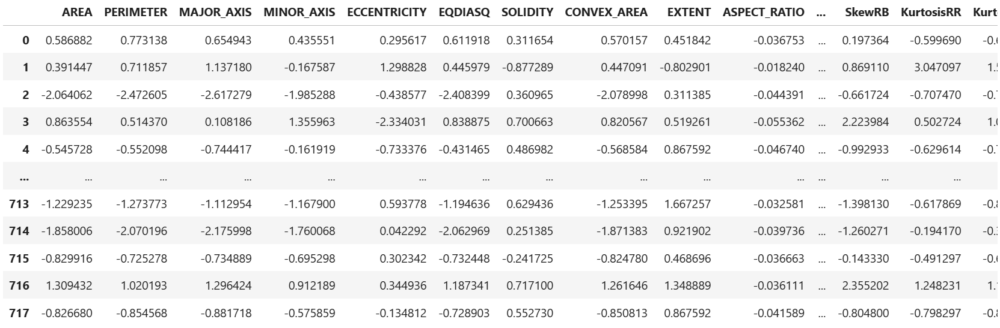 AREA PERIMETER MAJOR_AXIS MINOR_AXIS ECCENTRICITY EQDIASQ SOLIDITY CONVEX_AREA EXTENT ASPECT_RATIO ... SkewRB KurtosisRR
0 0.586882 0.773138 0.654943 0.435551 0.295617 0.611918 0.311654 0.570157 0.451842 -0.036753 ... 0.197364 -0.599690
1 0.391447 0.711857 1.137180 -0.167587 1.298828 0.445979 -0.877289 0.447091 -0.802901 -0.018240 ... 0.869110 3.047097
2 -2.064062 -2.472605 -2.617279 -1.985288 -0.438577 -2.408399 0.360965 -2.078998 0.311385 -0.044391 ... -0.661724 -0.707470
3 0.863554 0.514370 0.108186 1.355963 -2.334031 0.838875 0.700663 0.820567 0.519261 -0.055362 ... 2.223984 0.502724
4 -0.545728 -0.552098 -0.744417 -0.161919 -0.733376 -0.431465 0.486982 -0.568584 0.867592 -0.046740 ... -0.992933 -0.629614
... ... ... ... ... ... ... ... ... ... ... ... ... ...
713 -1.229235 -1.273773 -1.112954 -1.167900 0.593778 -1.194636 0.629436 -1.253395 1.667257 -0.032581 ... -1.398130 -0.617869
714 -1.858006 -2.070196 -2.175998 -1.760068 0.042292 -2.062969 0.251385 -1.871383 0.921902 -0.039736 ... -1.260271 -0.194170
715 -0.829916 -0.725278 -0.734889 -0.695298 0.302342 -0.732448 -0.241725 -0.824780 0.468696 -0.036663 ... -0.143330 -0.491297
716 1.309432 1.020193 1.296424 0.912189 0.344936 1.187341 0.717100 1.261646 1.348889 -0.036111 ... 2.355202 1.248231
717 -0.826680 -0.854568 -0.881718 -0.575859 -0.134812 -0.728903 0.552730 -0.850813 0.867592 -0.041589 ... -0.804800 -0.798297